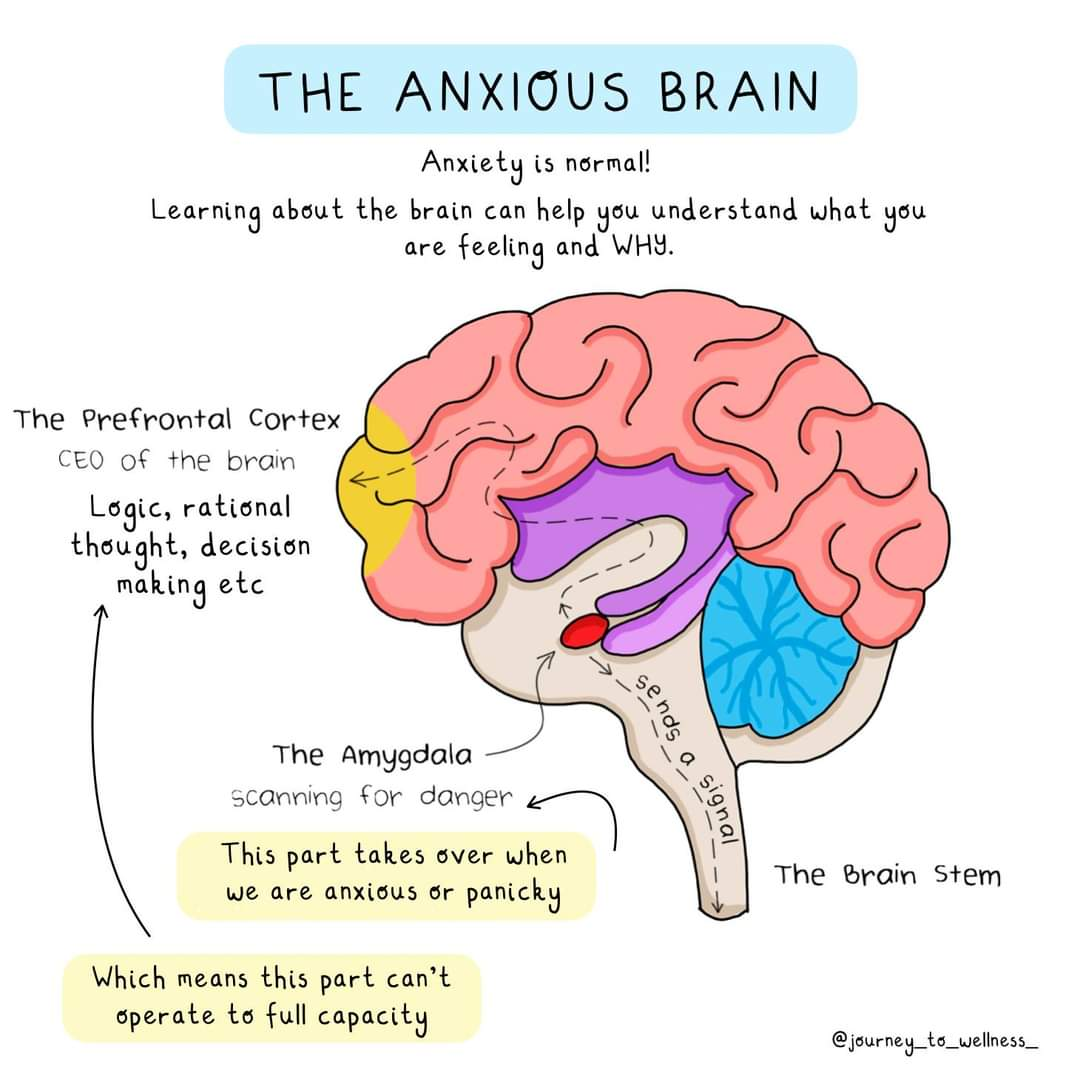 THE ANXIOUS BRAIN
Anxiety is normal!
Learning about the brain can help you understand what you
are feeling and WHY.
The Prefrontal Cortex
CEO of the brain
Logic, rational
thought, decision
making etc
sends a signal
The Amygdala
scanning for danger
This part takes over when
we are anxious or panicky
The Brain Stem
Which means this part can't
operate to full capacity
@journey_to_wellness_